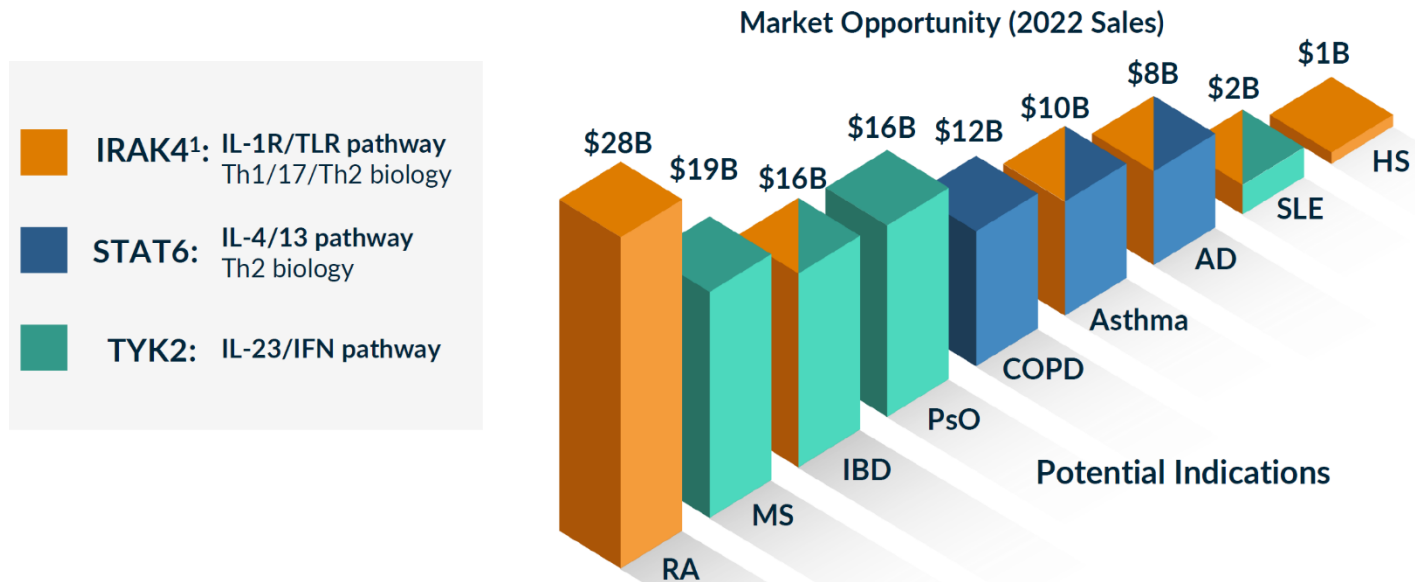 Market Opportunity (2022 Sales)
IRAK4¹: IL-1R/TLR pathway
Th1/17/Th2 biology
STAT6: IL-4/13 pathway
Th2 biology
TYK2: IL-23/IFN pathway
$28B
$19B
$16B
$16B
$12B
$10B
$8B
$2B
$1B
RA
MS
IBD
PsO
COPD
Asthma
AD
SLE
HS
Potential Indications